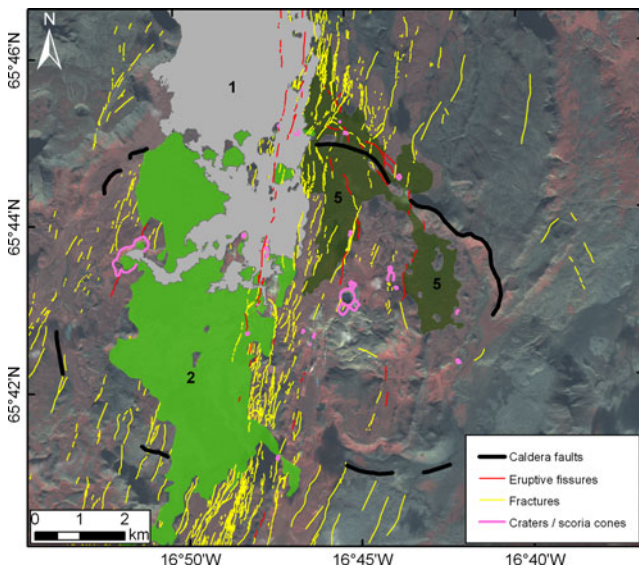 N
65°46'N
65°44'N
65°42'N
1
5
5
2
Caldera faults
Eruptive fissures
Fractures
Craters / scoria cones
0 1 2
km
16°50'W 16°45'W 16°40'W